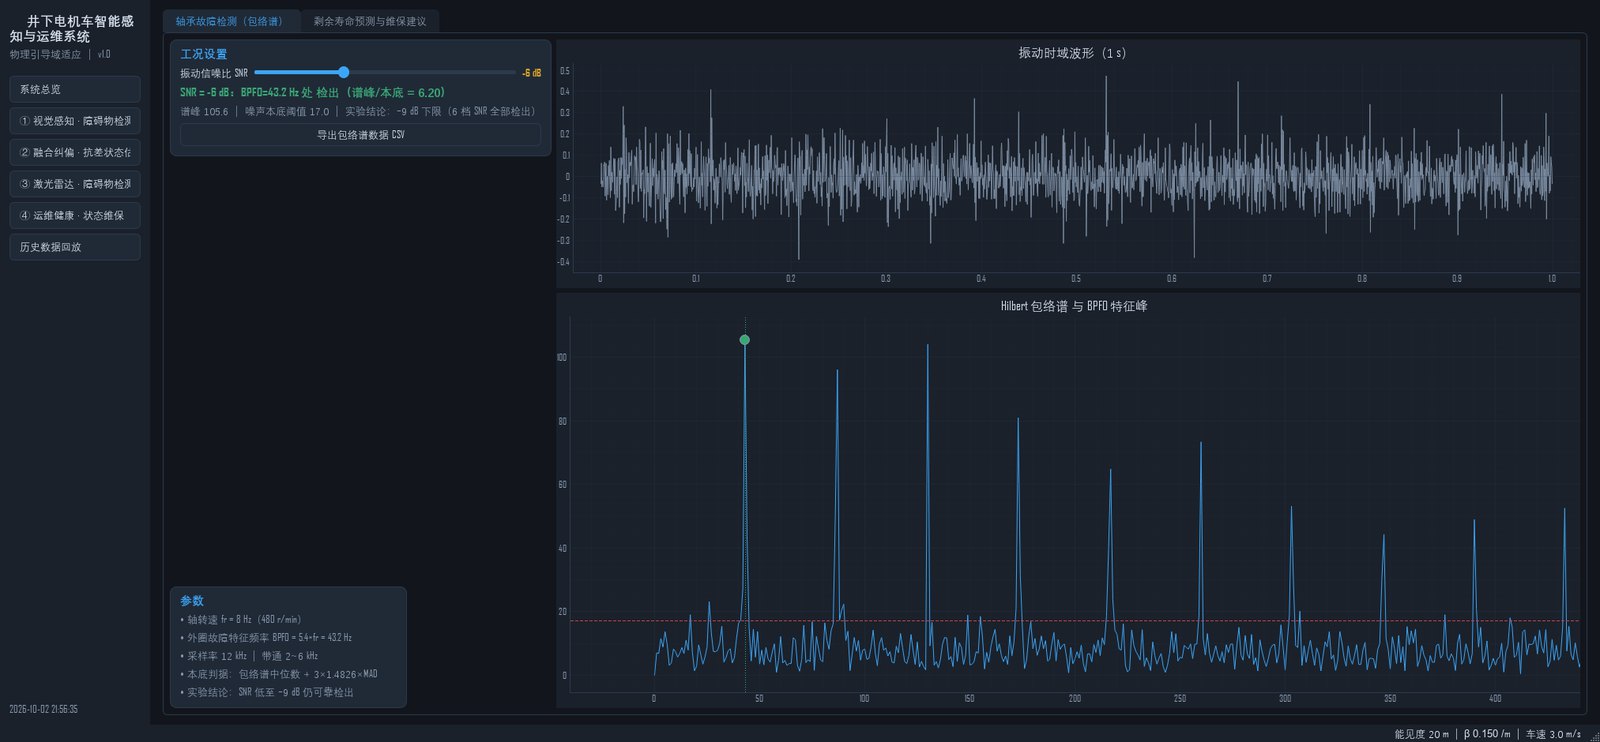 井下电机车智能感
知与运维系统
物理引导域适应 | v1.0
系统总览
① 视觉感知 · 障碍物检测
② 融合纠偏 · 抗差状态估
③ 激光雷达 · 障碍物检测
④ 运维健康 · 状态维保
历史数据回放
2026-10-02 21:56:35
轴承故障检测（包络谱）
剩余寿命预测与维保建议
工况设置
振动信噪比 SNR
-6 dB
SNR = -6 dB：BPFO=43.2 Hz 处 检出（谱峰/本底 = 6.20）
谱峰 105.6 | 噪声本底阈值 17.0 | 实验结论：-9 dB 下限（6 档 SNR 全部检出）
导出包络谱数据 CSV
参数
• 轴转速 fr = 8 Hz（480 r/min）
• 外圈故障特征频率 BPFO = 5.4×fr = 43.2 Hz
• 采样率 12 kHz | 带通 2~6 kHz
• 本底判据：包络谱中位数 + 3×1.4826×MAD
• 实验结论：SNR 低至 -9 dB 仍可靠检出
振动时域波形（1 s）
0.5
0.4
0.3
0.2
0.1
0
-0.1
-0.2
-0.3
-0.4
0 0.1 0.2 0.3 0.4 0.5 0.6 0.7 0.8 0.9 1.0
Hilbert 包络谱 与 BPFO 特征峰
100
80
60
40
20
0
0 50 100 150 200 250 300 350 400
能见度 20 m | β 0.150 /m | 车速 3.0 m/s